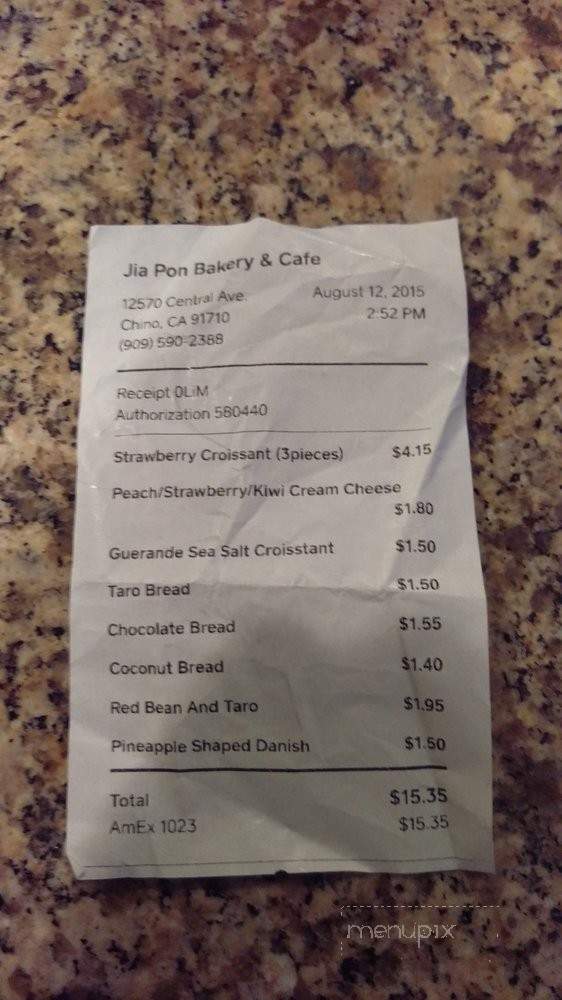 Jia Pon Bakery & Cafe
12570 Central Ave. August 12, 2015
Chino, CA 91710 2:52 PM
(909) 590-2388
Receipt 0LiM
Authorization 580440
Strawberry Croissant (3pieces) $4.15
Peach/Strawberry/Kiwi Cream Cheese
$1.80
Guerande Sea Salt Croisstant $1.50
Taro Bread $1.50
Chocolate Bread $1.55
Coconut Bread $1.40
Red Bean And Taro $1.95
Pineapple Shaped Danish $1.50
Total $15.35
AmEx 1023 $15.35
menupix